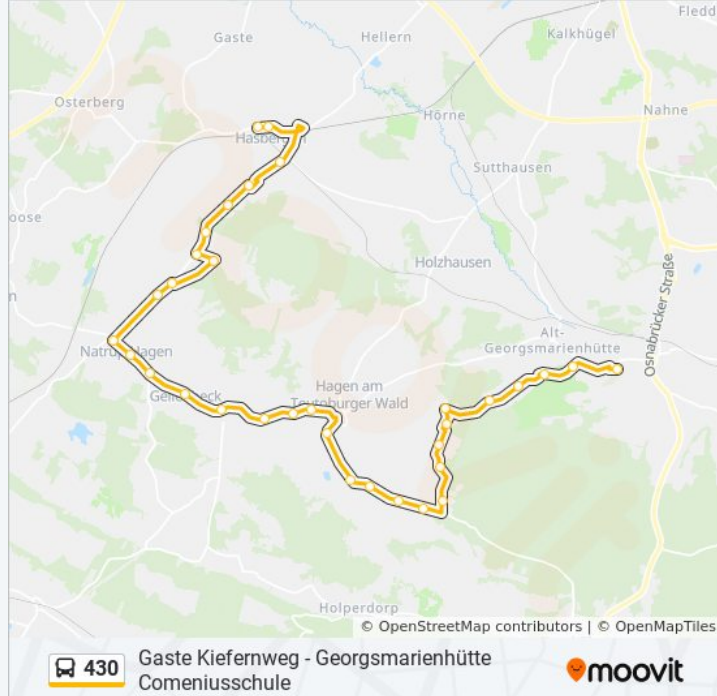 Fledd
Gaste
Hellern
Kalkhügel
Osterberg
Hörne
Nahne
Hasbergen
Sutthausen
oose
Holzhausen
Osnabrücker Straße
Alt-
Georgsmarienhütte
Natrup-Hagen
Hagen am
Teutoburger Wald
Gellenbeck
Holperdorp
© OpenStreetMap contributors | © OpenMapTiles
430
Gaste Kiefernweg - Georgsmarienhütte
Comeniusschule
moovit